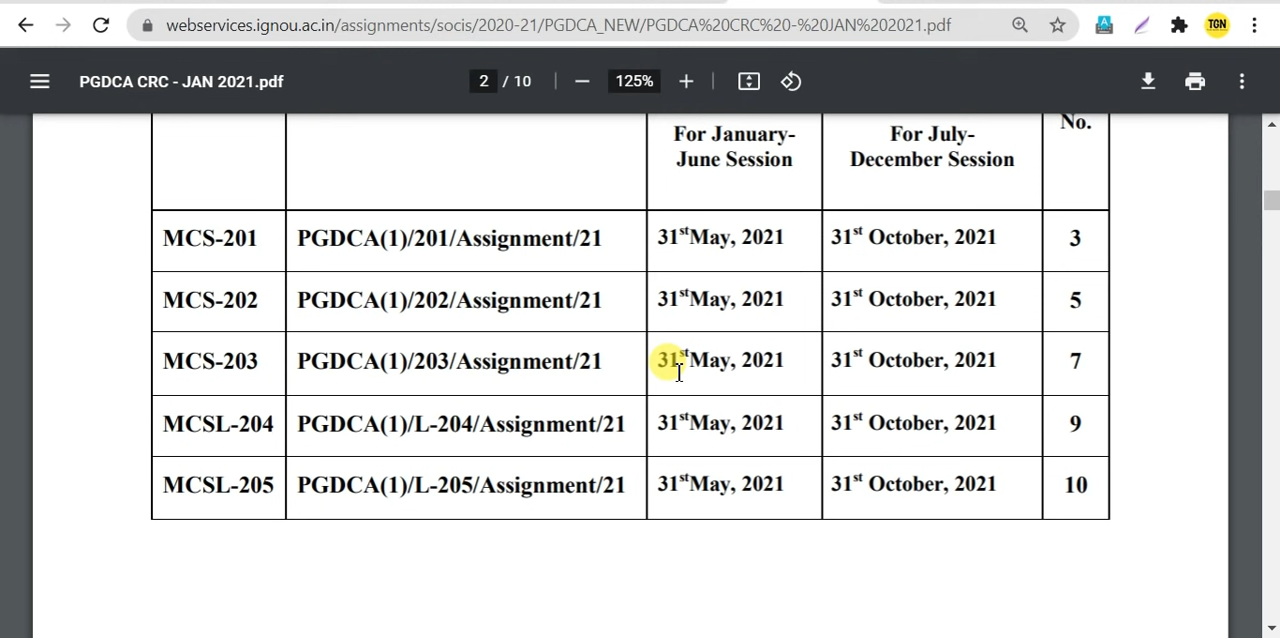 webservices.ignou.ac.in/assignments/socis/2020-21/PGDCA_NEW/PGDCA%20CRC%20-%20JAN%202021.pdf
TGN
PGDCA CRC - JAN 2021.pdf
2 / 10
125%
For January-
June Session
For July-
December Session
No.
MCS-201 PGDCA(1)/201/Assignment/21 31st May, 2021 31st October, 2021 3
MCS-202 PGDCA(1)/202/Assignment/21 31st May, 2021 31st October, 2021 5
MCS-203 PGDCA(1)/203/Assignment/21 31st May, 2021 31st October, 2021 7
MCSL-204 PGDCA(1)/L-204/Assignment/21 31st May, 2021 31st October, 2021 9
MCSL-205 PGDCA(1)/L-205/Assignment/21 31st May, 2021 31st October, 2021 10